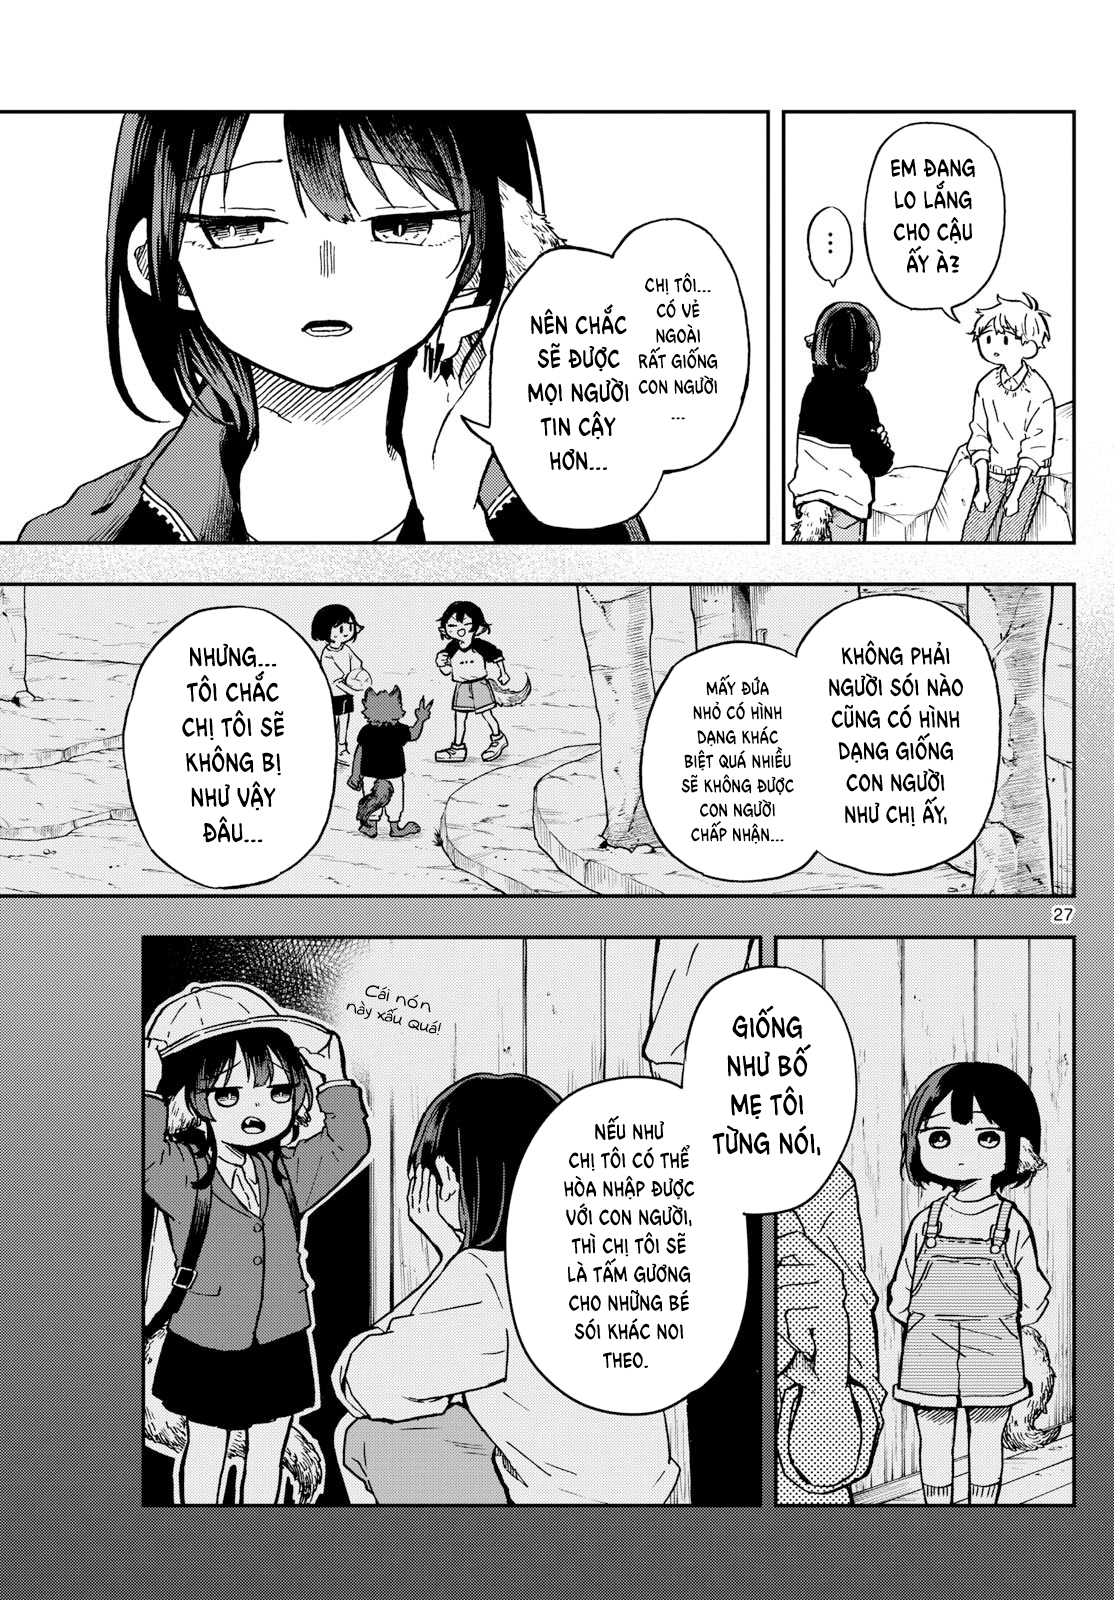 EM ĐANG
LO LẮNG
CHO CẬU
ẤY À?
...
CHỊ TÔI...
CÓ VẺ
NGOÀI
RẤT GIỐNG
CON NGƯỜI
...
NÊN CHẮC
SẼ ĐƯỢC
MỌI NGƯỜI
TIN CẬY
HƠN...
KHÔNG PHẢI
NGƯỜI SÓI NÀO
CŨNG CÓ HÌNH
DẠNG GIỐNG
CON NGƯỜI
NHƯ CHỊ ẤY,
MẤY ĐỨA
NHỎ CÓ HÌNH
DẠNG KHÁC
BIỆT QUÁ NHIỀU
SẼ KHÔNG ĐƯỢC
CON NGƯỜI
CHẤP NHẬN...
NHƯNG...
TÔI CHẮC
CHỊ TÔI SẼ
KHÔNG BỊ
NHƯ VẬY
ĐÂU...
27
GIỐNG
NHƯ BỐ
MẸ TÔI
TỪNG NÓI,
NẾU NHƯ
CHỊ TÔI CÓ THỂ
HÒA NHẬP ĐƯỢC
VỚI CON NGƯỜI,
THÌ CHỊ TÔI SẼ
LÀ TẤM GƯƠNG
CHO NHỮNG BÉ
SÓI KHÁC NOI
THEO.
Cái nón
này xấu quá!